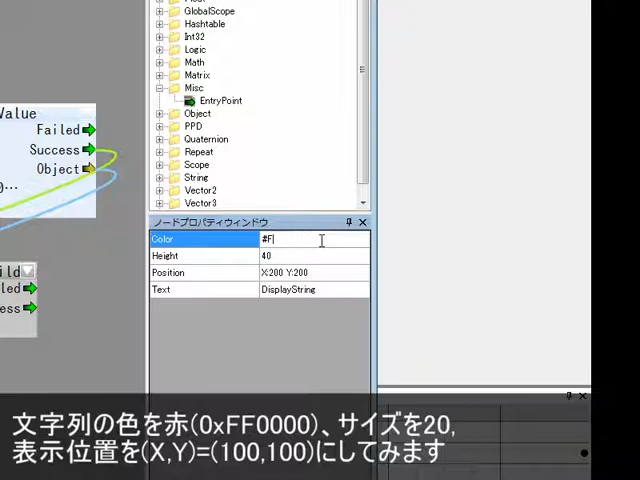 GlobalScope
Hashtable
Int32
Logic
Math
Matrix
Misc
EntryPoint
Object
PPD
Quaternion
Repeat
Scope
String
Vector2
Vector3
Value
Failed
Success
Object
0…
ild
led
ess
ノードプロパティウィンドウ
Color #F
Height 40
Position X:200 Y:200
Text DisplayString
文字列の色を赤(0xFF0000)、サイズを20,
表示位置を(X,Y)=(100,100)にしてみます